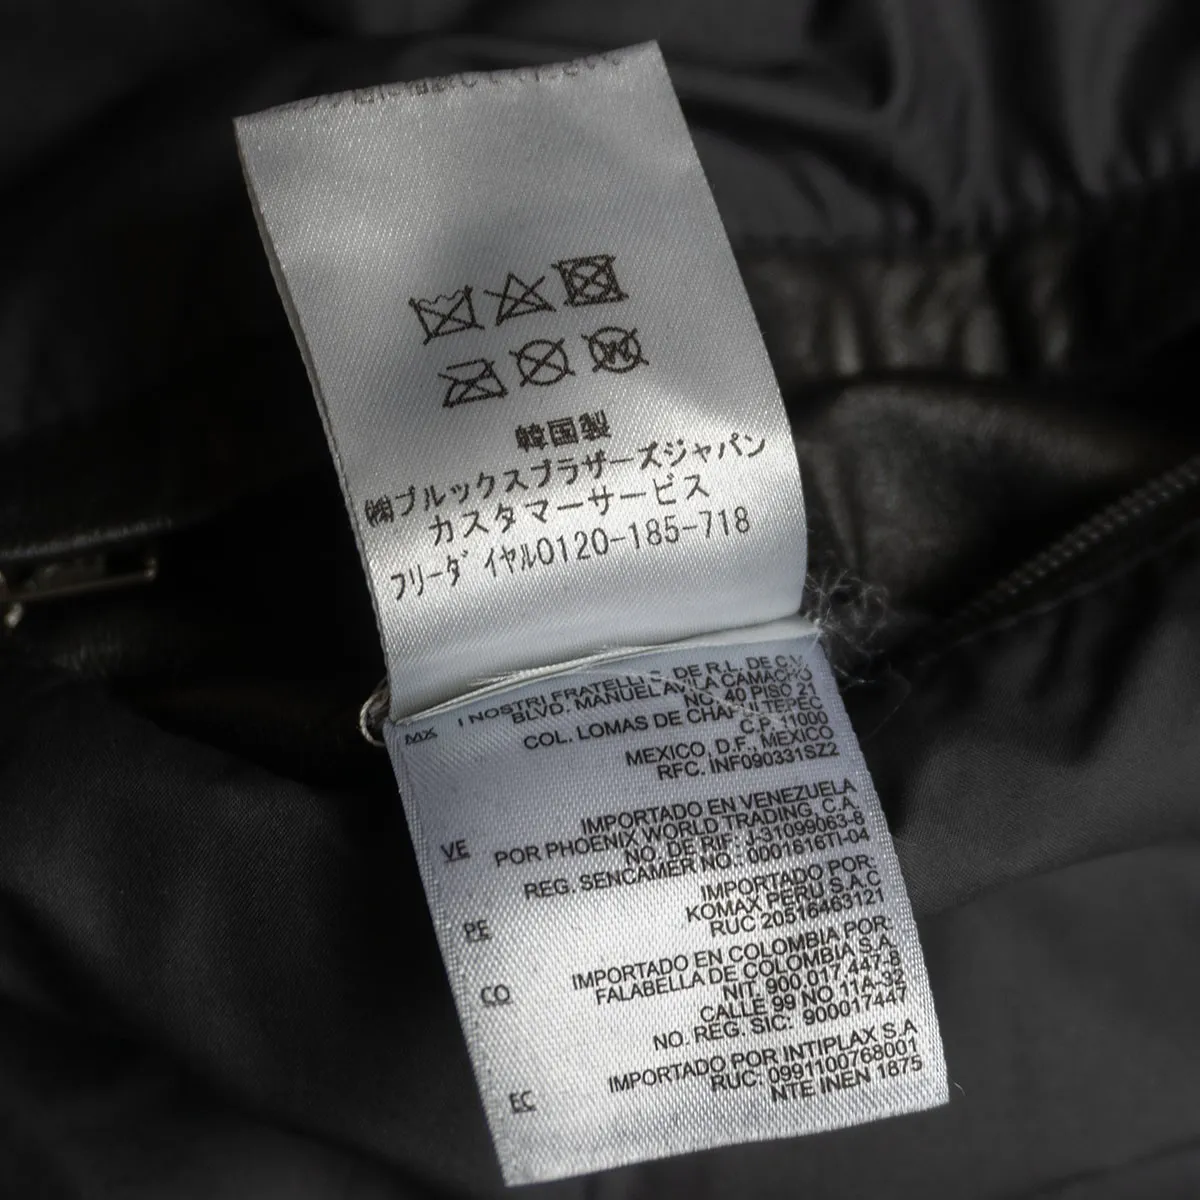 韓国製
㈱ブルックスブラザーズジャパン
カスタマーサービス
フリーダイヤル0120-185-718
MX I NOSTRI FRATELLI S. DE R.L. DE C.V.
BLVD. MANUEL AVILA CAMACHO
NO. 40 PISO 21
COL. LOMAS DE CHAPULTEPEC
C.P. 11000
MEXICO, D.F., MEXICO
RFC. INF090331SZ2
VE IMPORTADO EN VENEZUELA
POR PHOENIX WORLD TRADING, C.A.
NO. DE RIF: J-31099063-8
REG. SENCAMER NO.: 0001616TI-04
PE IMPORTADO POR:
KOMAX PERU S.A.C
RUC 20516463121
CO IMPORTADO EN COLOMBIA POR:
FALABELLA DE COLOMBIA S.A.
NIT. 900.017.447-8
CALLE 99 NO 11A-32
NO. REG. SIC: 900017447
EC IMPORTADO POR INTIPLAX S.A
RUC: 0991100768001
NTE INEN 1875